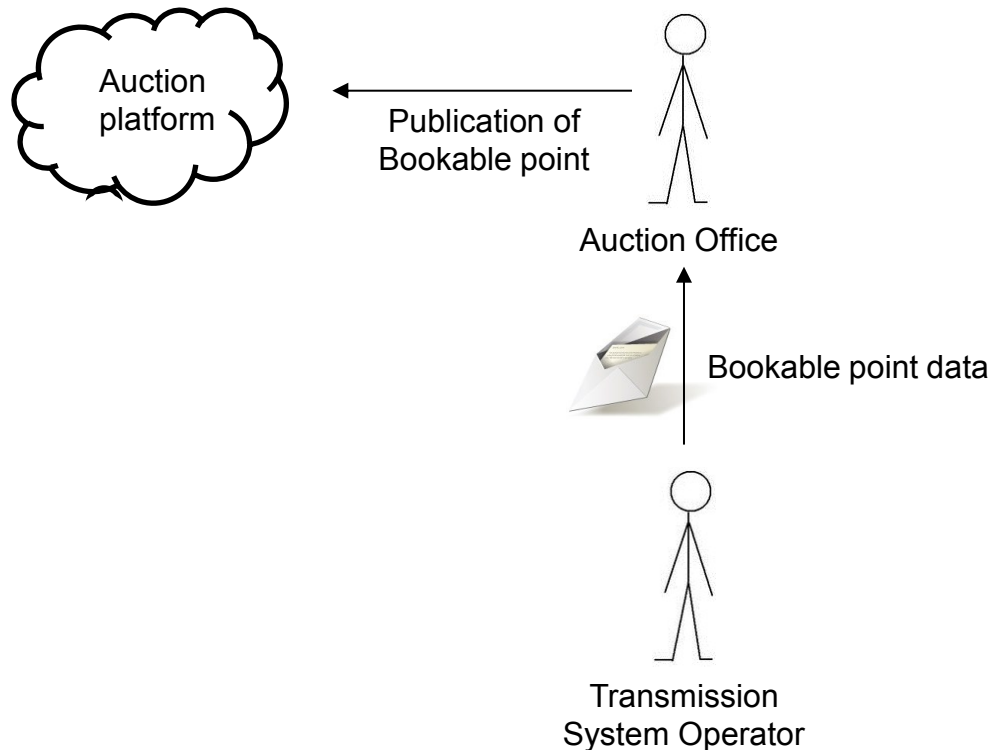 Auction
platform
Publication of
Bookable point
Auction Office
Bookable point data
Transmission
System Operator